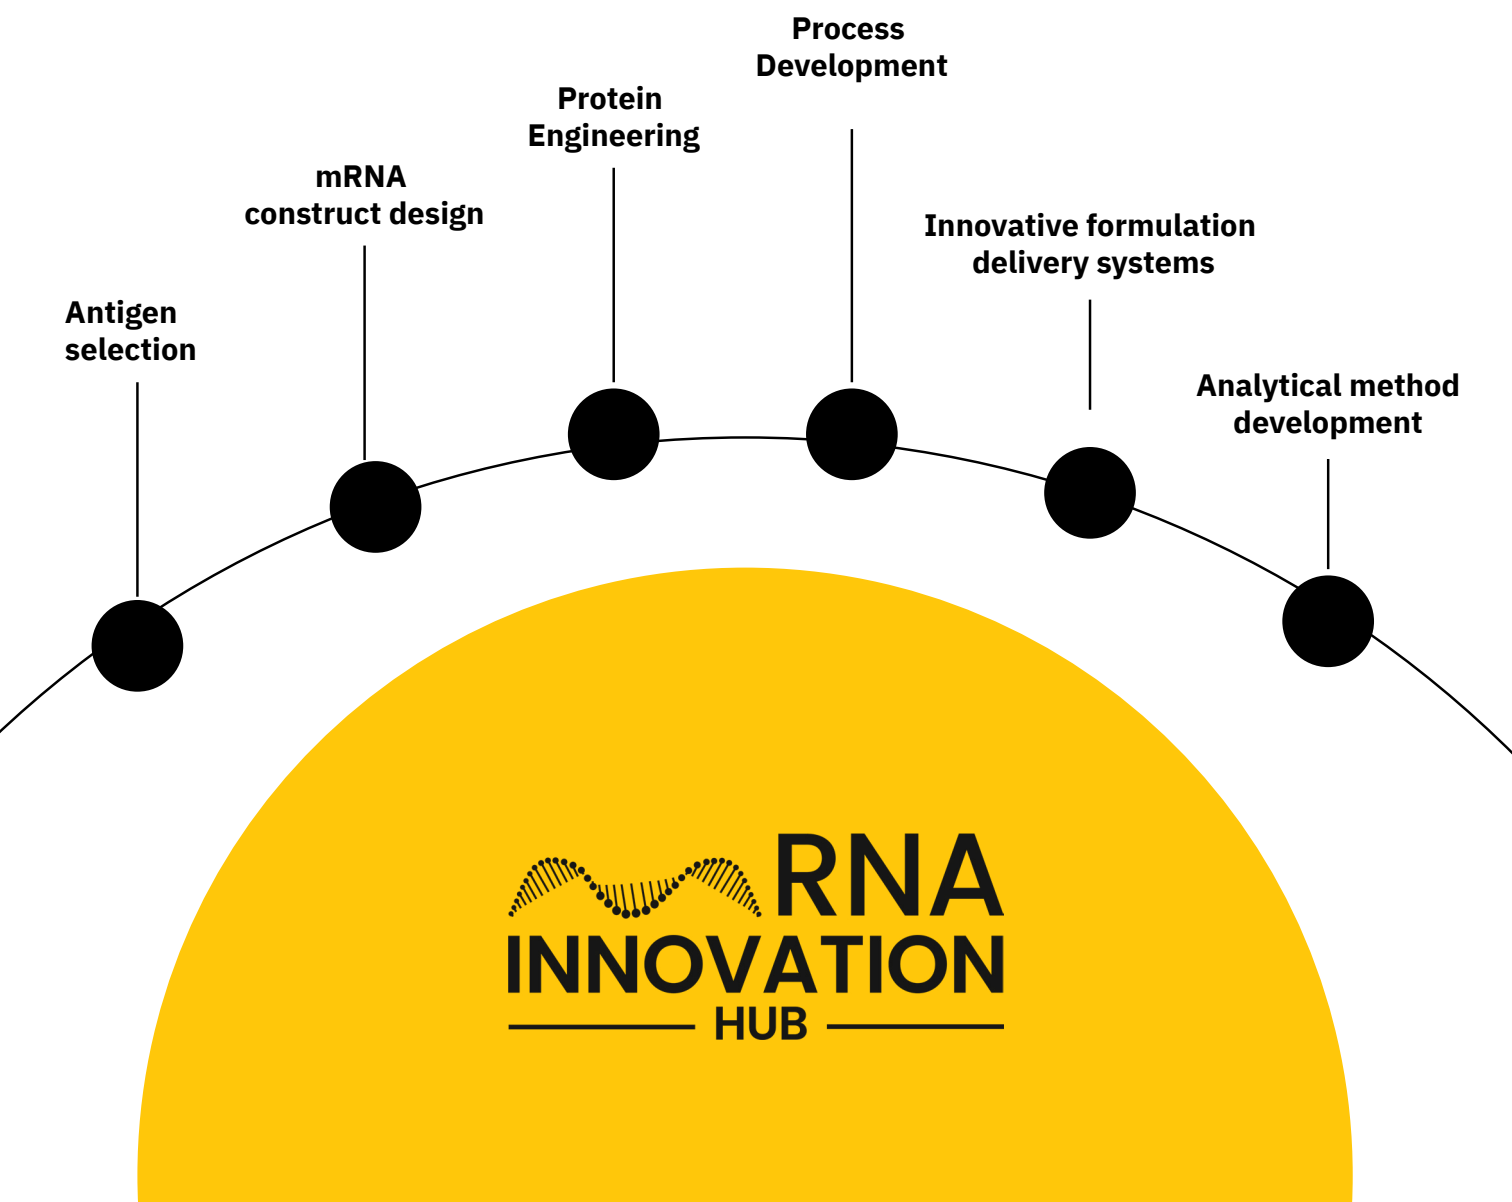 Antigen
selection
mRNA
construct design
Protein
Engineering
Process
Development
Innovative formulation
delivery systems
Analytical method
development
RNA
INNOVATION
HUB